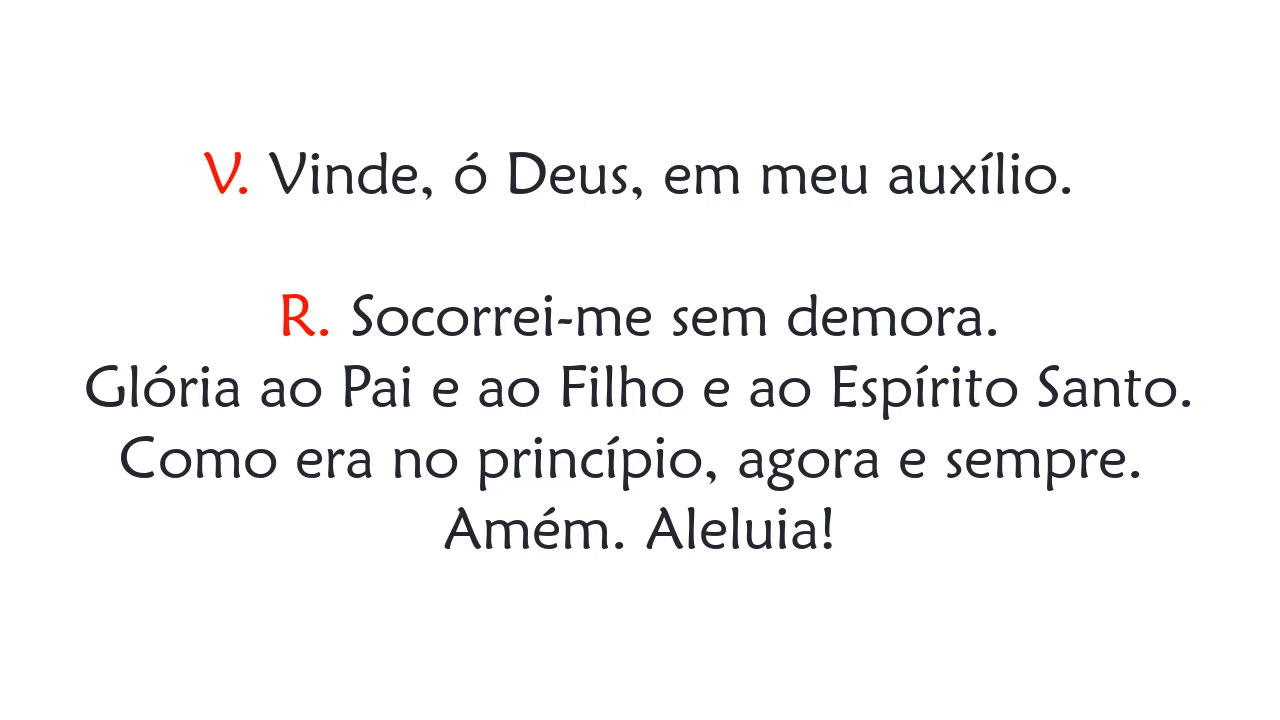 V. Vinde, ó Deus, em meu auxílio.
R. Socorrei-me sem demora.
Glória ao Pai e ao Filho e ao Espírito Santo.
Como era no princípio, agora e sempre.
Amém. Aleluia!